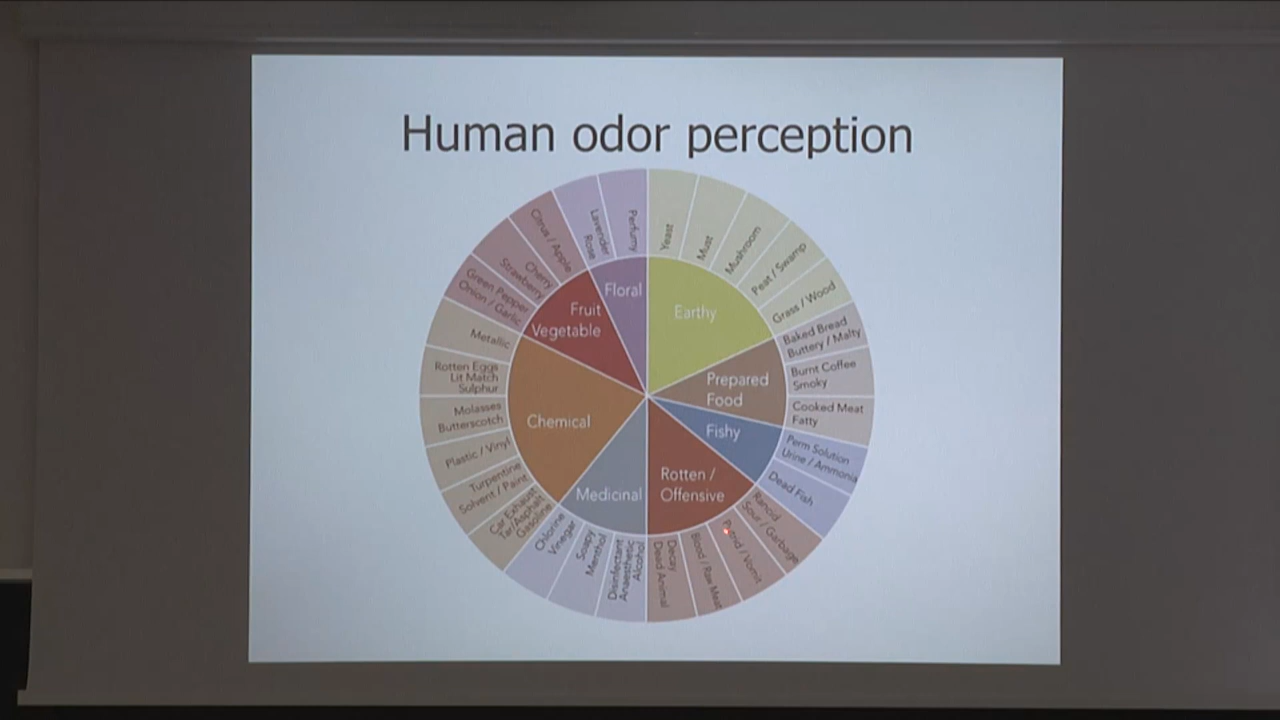 Human odor perception
Perfumy
Lavender
Rose
Citrus / Apple
Cherry
Strawberry
Green Pepper
Onion / Garlic
Metallic
Rotten Eggs
Lit Match
Sulphur
Molasses
Butterscotch
Plastic / Vinyl
Turpentine
Solvent / Paint
Car Exhaust
Tar/Asphalt
Gasoline
Chlorine
Vinegar
Soapy
Menthol
Disinfectant
Anaesthetic
Alcohol
Decay
Dead Animal
Blood / Raw Meat
Putrid / Vomit
Rancid
Sour / Garbage
Dead Fish
Perm Solution
Urine / Ammonia
Cooked Meat
Fatty
Burnt Coffee
Smoky
Baked Bread
Buttery / Malty
Grass / Wood
Peat / Swamp
Mushroom
Must
Yeast
Floral
Fruit
Vegetable
Chemical
Medicinal
Rotten /
Offensive
Fishy
Prepared
Food
Earthy